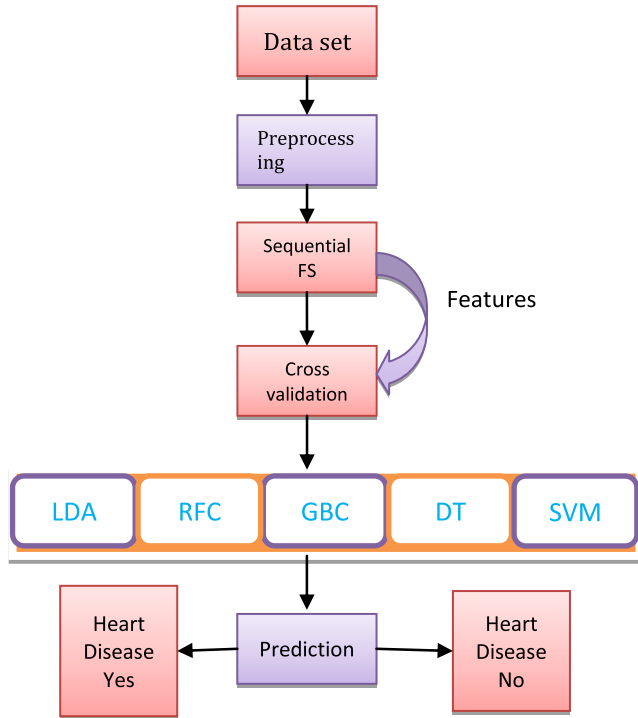 Data set
Preprocess
ing
Sequential
FS
Features
Cross
validation
LDA
RFC
GBC
DT
SVM
Heart
Disease
Yes
Prediction
Heart
Disease
No